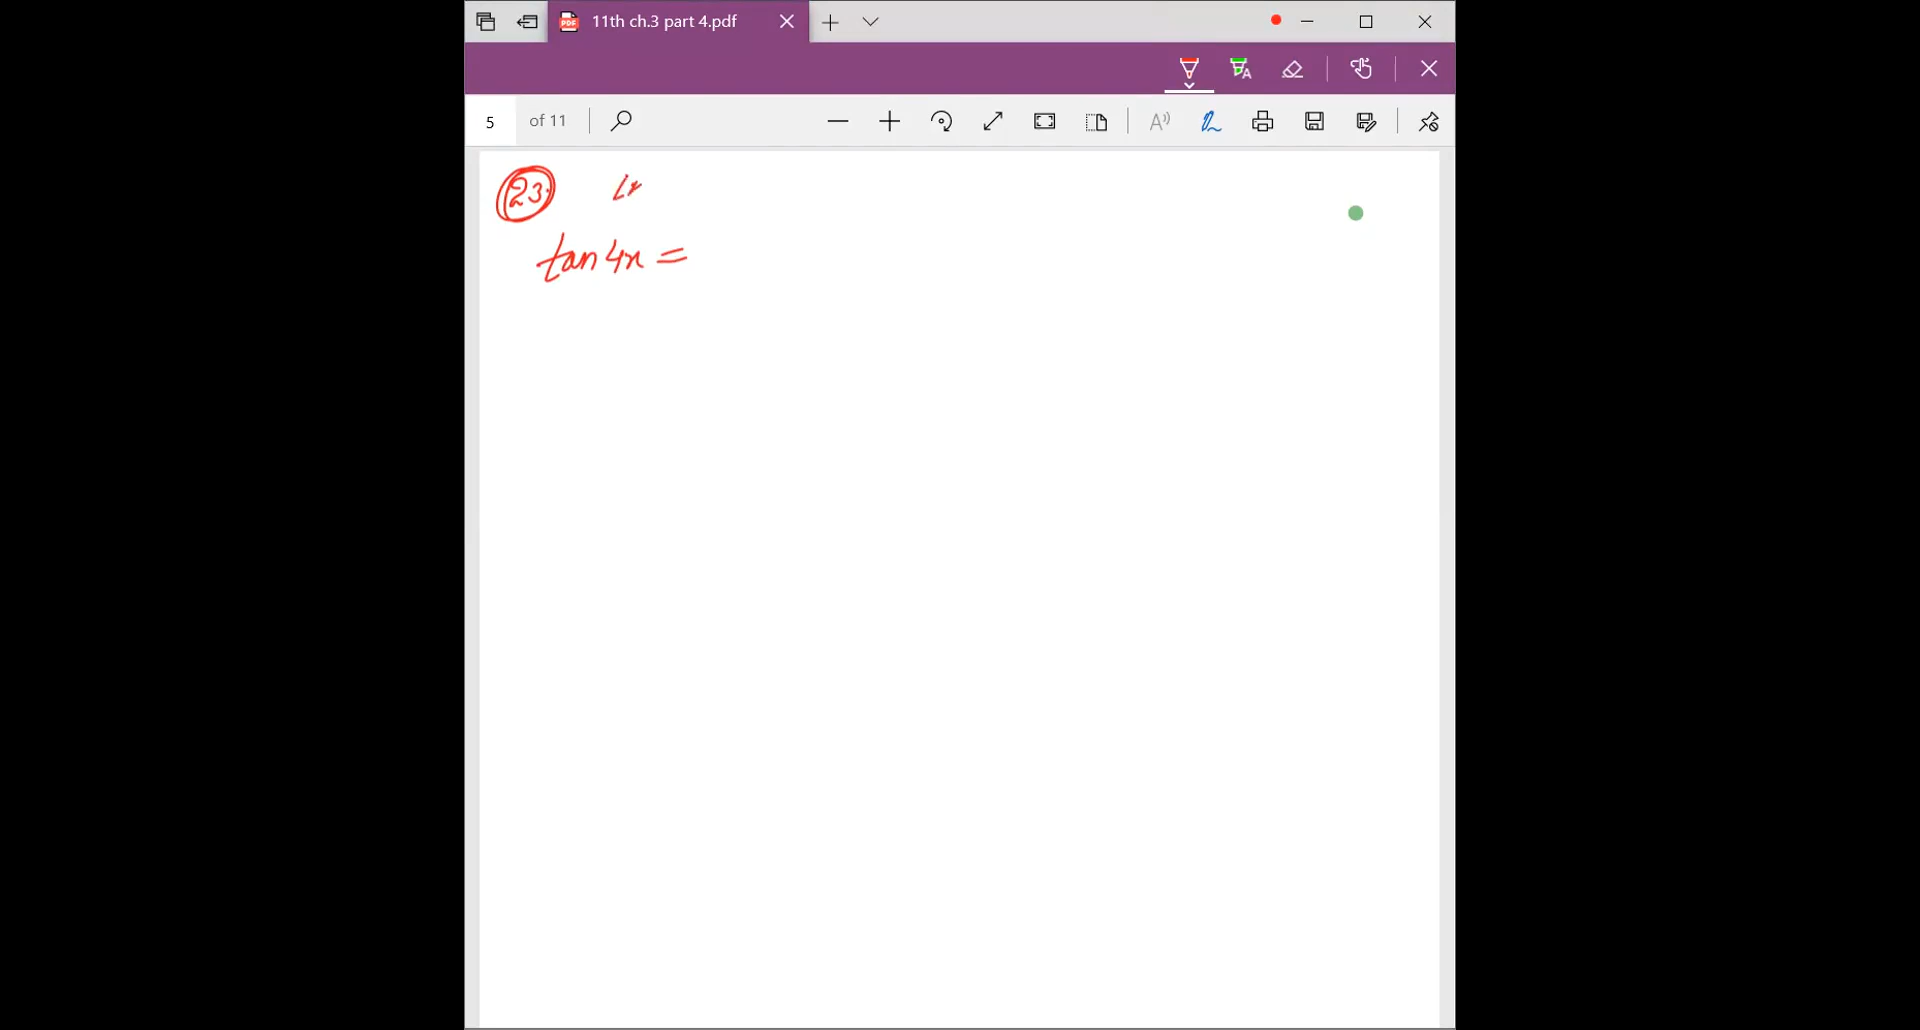 11th ch.3 part 4.pdf
5 of 11
23.
tan 4x =